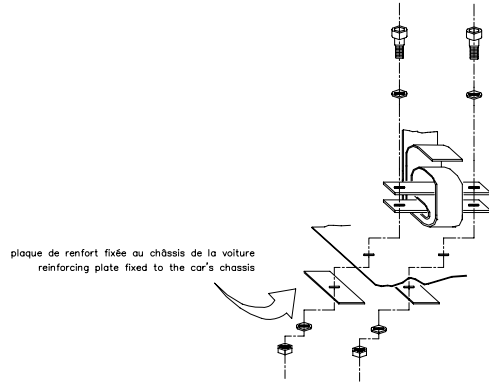 plaque de renfort fixée au châssis de la voiture
reinforcing plate fixed to the car's chassis